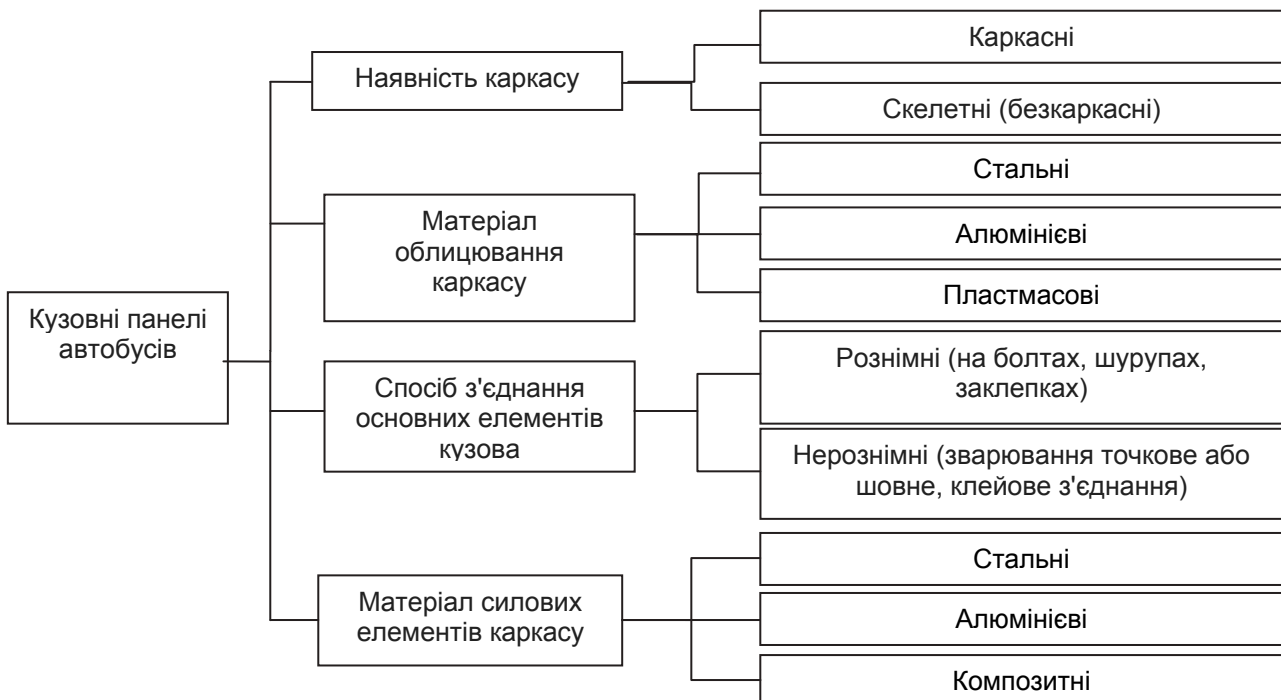 Кузовні панелі
автобусів
Наявність каркасу
Каркасні
Скелетні (безкаркасні)
Матеріал
облицювання
каркасу
Стальні
Алюмінієві
Пластмасові
Спосіб з'єднання
основних елементів
кузова
Рознімні (на болтах, шурупах,
заклепках)
Нерознімні (зварювання точкове або
шовне, клейове з'єднання)
Матеріал силових
елементів каркасу
Стальні
Алюмінієві
Композитні